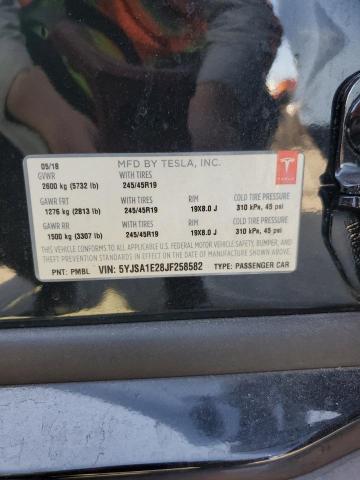 05/18 MFD BY TESLA, INC. TESLA
GVWR WITH TIRES
2600 kg (5732 lb) 245/45R19
GAWR FRT WITH TIRES RIM COLD TIRE PRESSURE
1276 kg (2813 lb) 245/45R19 19X8.0 J 310 kPa, 45 psi
GAWR RR WITH TIRES RIM COLD TIRE PRESSURE
1500 kg (3307 lb) 245/45R19 19X8.0 J 310 kPa, 45 psi
THIS VEHICLE CONFORMS TO ALL APPLICABLE U.S. FEDERAL MOTOR VEHICLE SAFETY, BUMPER, AND
THEFT PREVENTION STANDARDS IN EFFECT ON THE DATE OF MANUFACTURE SHOWN ABOVE.
PNT: PMBL VIN: 5YJSA1E28JF258582 TYPE: PASSENGER CAR